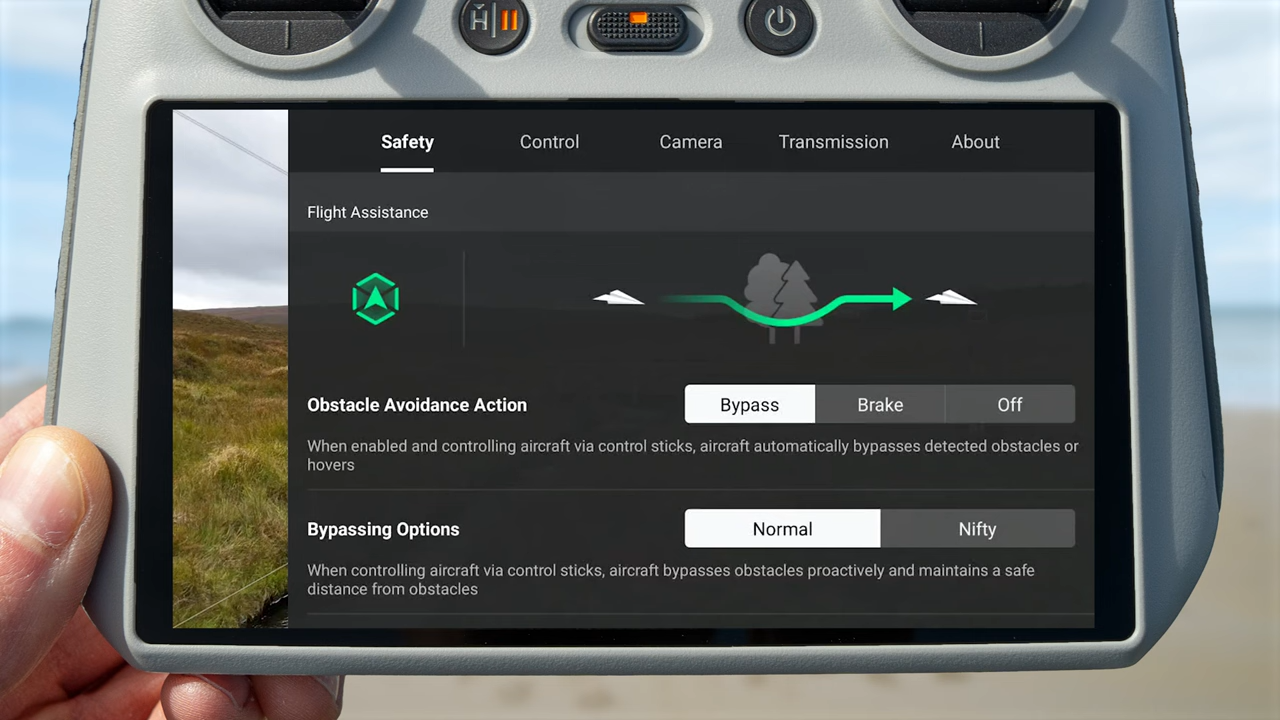 H
Safety Control Camera Transmission About
Flight Assistance
Obstacle Avoidance Action Bypass Brake Off
When enabled and controlling aircraft via control sticks, aircraft automatically bypasses detected obstacles or
hovers
Bypassing Options Normal Nifty
When controlling aircraft via control sticks, aircraft bypasses obstacles proactively and maintains a safe
distance from obstacles